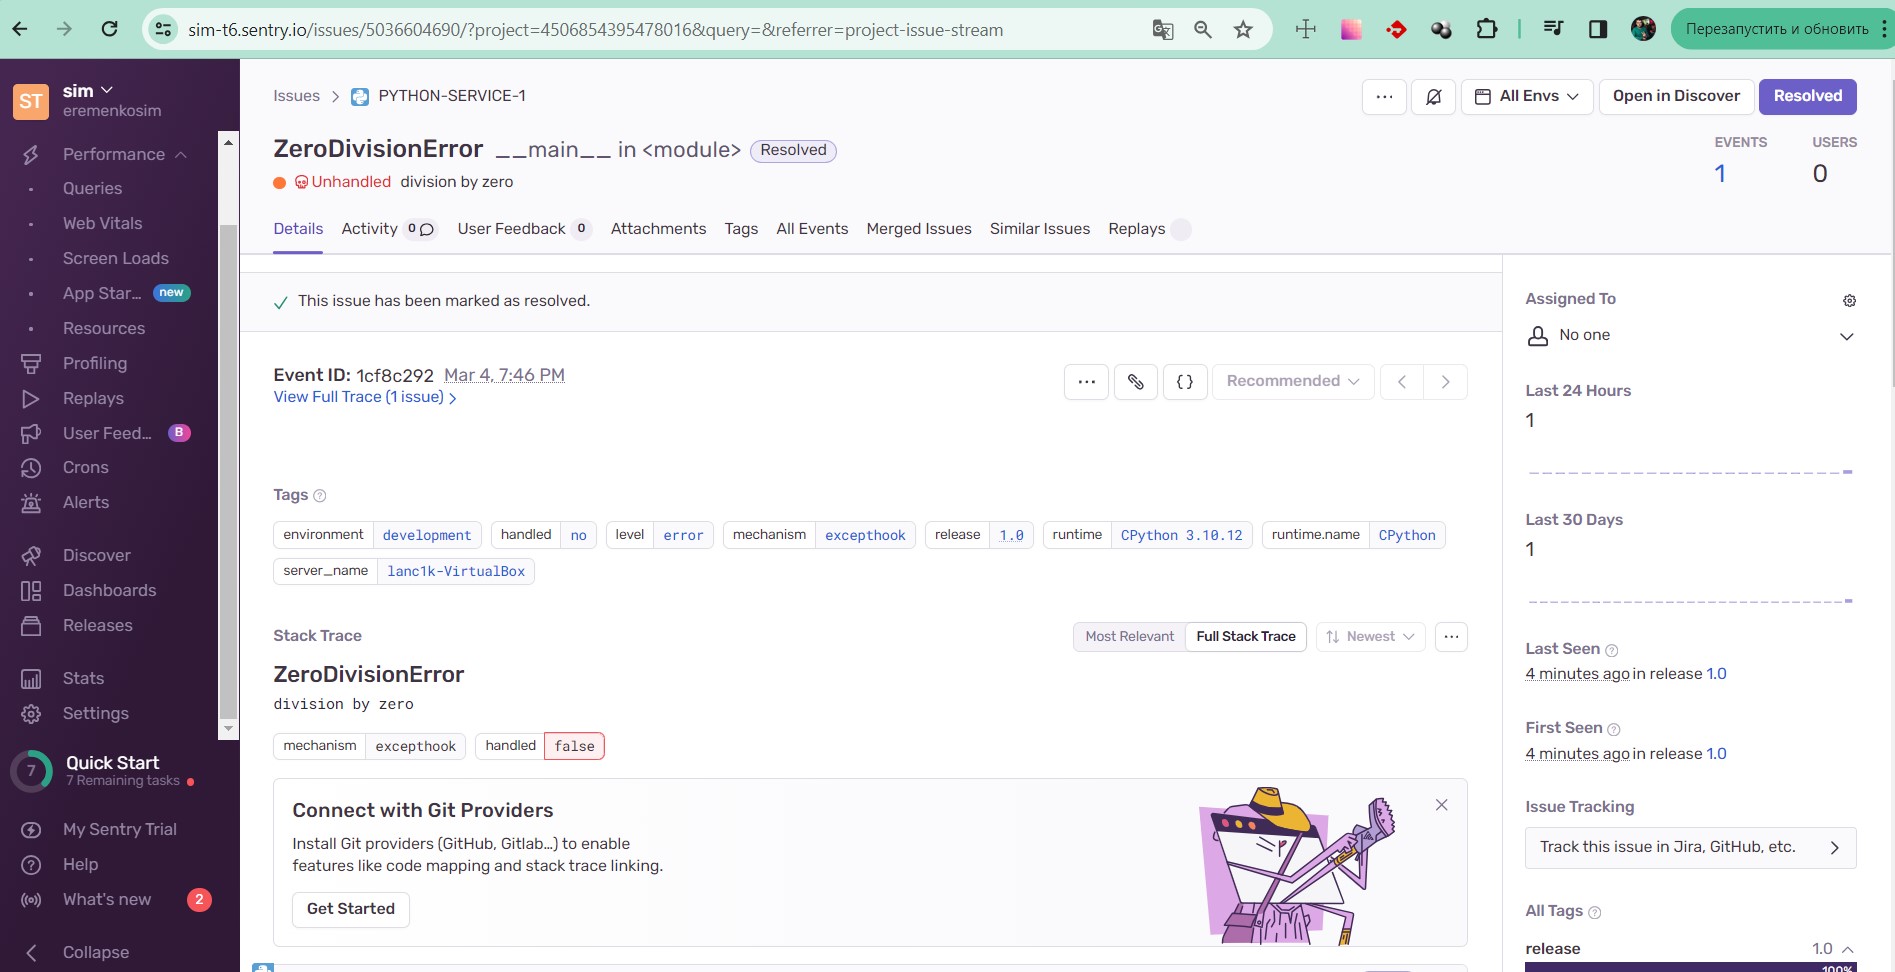 sim-t6.sentry.io/issues/5036604690/?project=4506854395478016&query=&referrer=project-issue-stream
Перезапустить и обновить
ST
sim
eremenkosim
Performance
Queries
Web Vitals
Screen Loads
App Star... new
Resources
Profiling
Replays
User Feed... B
Crons
Alerts
Discover
Dashboards
Releases
Stats
Settings
7
Quick Start
7 Remaining tasks
My Sentry Trial
Help
What's new 2
Collapse
Issues > PYTHON-SERVICE-1
All Envs
Open in Discover
Resolved
ZeroDivisionError __main__ in <module> Resolved
Unhandled division by zero
EVENTS USERS
1 0
Details Activity 0 User Feedback 0 Attachments Tags All Events Merged Issues Similar Issues Replays
This issue has been marked as resolved.
Event ID: 1cf8c292 Mar 4, 7:46 PM
View Full Trace (1 issue) >
{} Recommended
Tags ?
environment development handled no level error mechanism excepthook release 1.0 runtime CPython 3.10.12 runtime.name CPython
server_name lanc1k-VirtualBox
Stack Trace
Most Relevant Full Stack Trace Newest
ZeroDivisionError
division by zero
mechanism excepthook handled false
Connect with Git Providers
Install Git providers (GitHub, Gitlab…) to enable
features like code mapping and stack trace linking.
Get Started
Assigned To
No one
Last 24 Hours
1
Last 30 Days
1
Last Seen ?
4 minutes ago in release 1.0
First Seen ?
4 minutes ago in release 1.0
Issue Tracking
Track this issue in Jira, GitHub, etc.
All Tags ?
release 1.0
100%